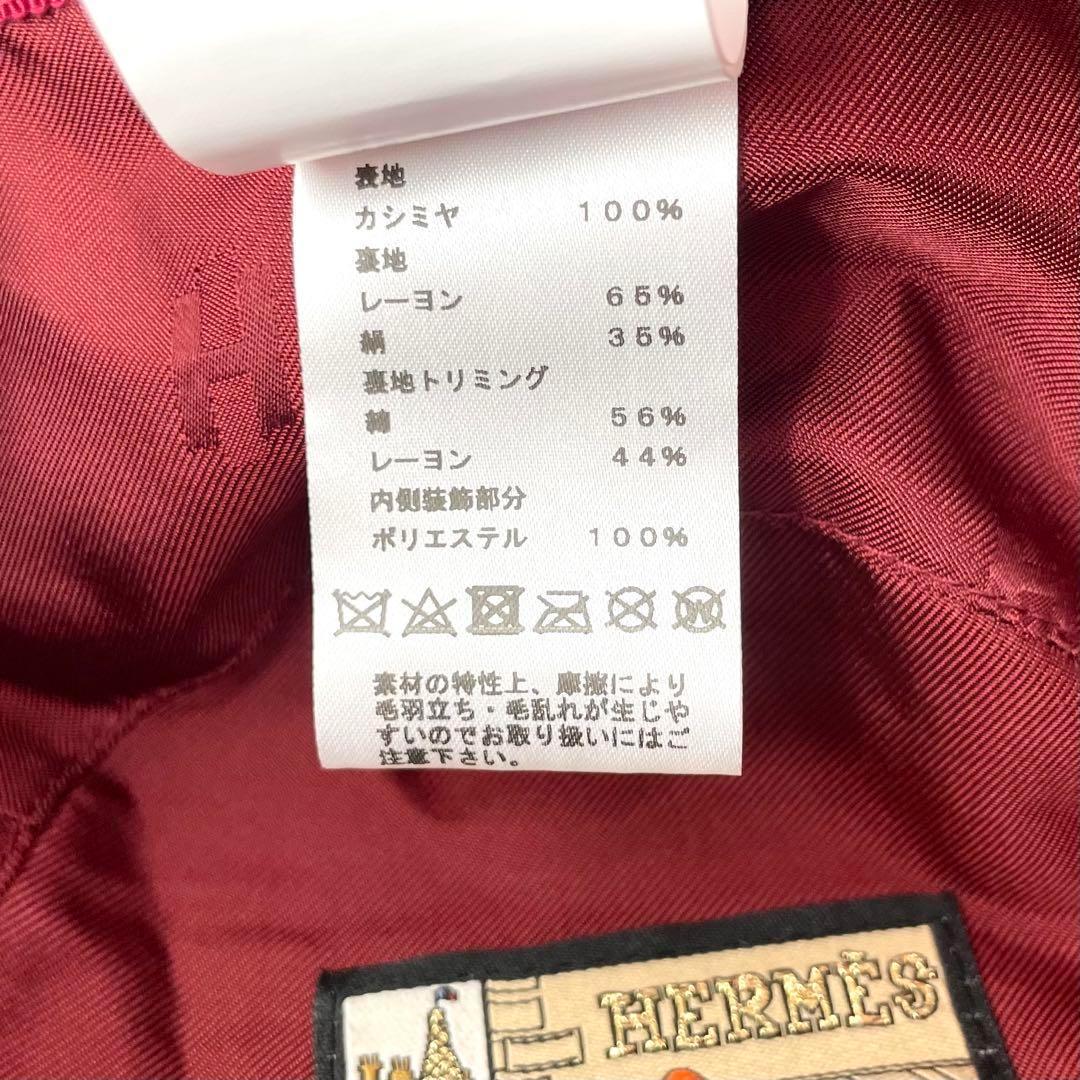 表地
カシミヤ 100%
裏地
レーヨン 65%
絹 35%
裏地トリミング
綿 56%
レーヨン 44%
内側装飾部分
ポリエステル 100%
素材の特性上、摩擦により
毛羽立ち・毛乱れが生じや
すいのでお取り扱いにはご
注意下さい。
HERMÈS